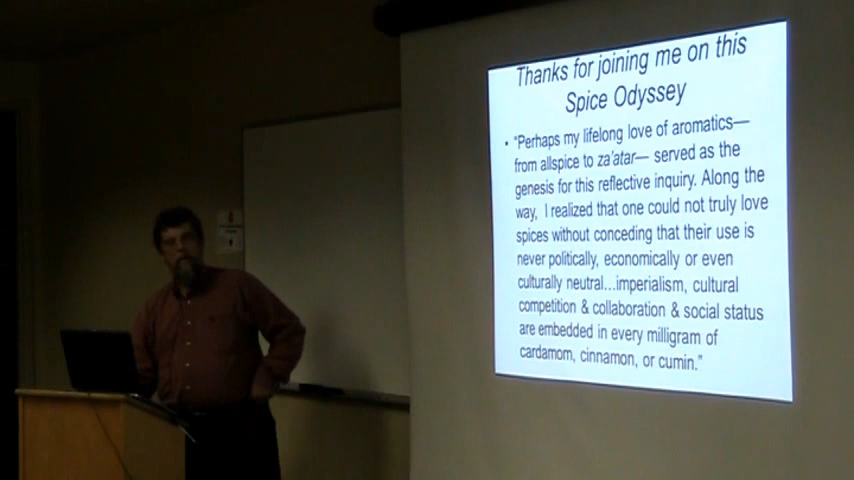 Thanks for joining me on this
Spice Odyssey
• “Perhaps my lifelong love of aromatics—
from allspice to za’atar— served as the
genesis for this reflective inquiry. Along the
way, I realized that one could not truly love
spices without conceding that their use is
never politically, economically or even
culturally neutral...imperialism, cultural
competition & collaboration & social status
are embedded in every milligram of
cardamom, cinnamon, or cumin.”